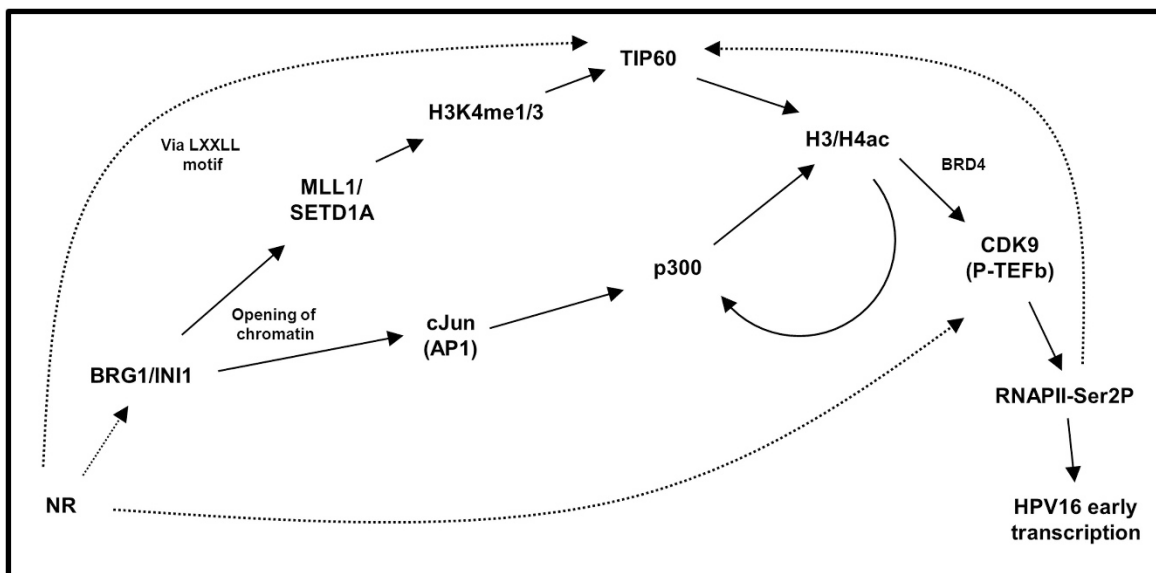 TIP60
H3K4me1/3
Via LXXLL
motif
H3/H4ac
BRD4
MLL1/
SETD1A
CDK9
(P-TEFb)
p300
Opening of
chromatin
cJun
(AP1)
BRG1/INI1
RNAPII-Ser2P
NR
HPV16 early
transcription